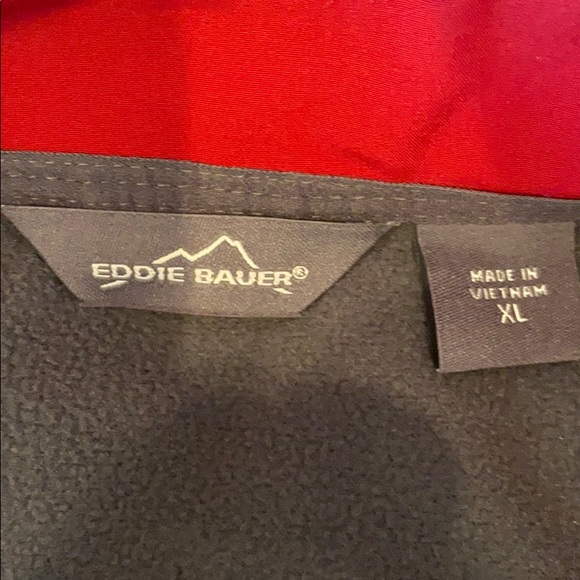 EDDIE BAUER®
MADE IN
VIETNAM
XL